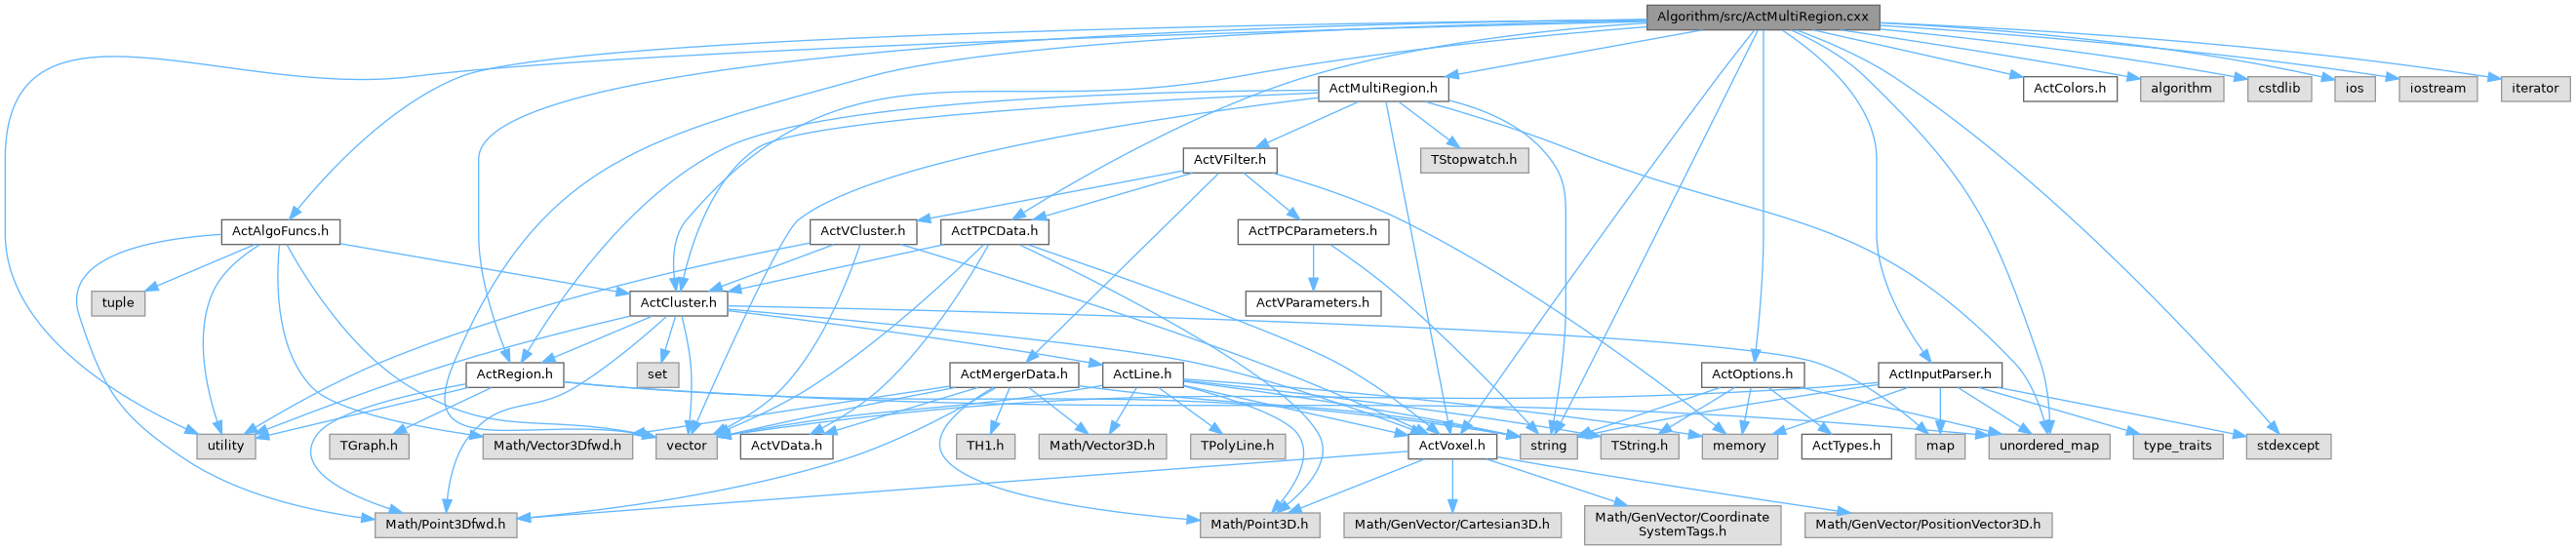 Algorithm/src/ActMultiRegion.cxx
ActMultiRegion.h
ActColors.h
algorithm
cstdlib
ios
iostream
iterator
ActVFilter.h
TStopwatch.h
ActAlgoFuncs.h
ActVCluster.h
ActTPCData.h
ActTPCParameters.h
tuple
ActCluster.h
ActVParameters.h
ActRegion.h
set
ActMergerData.h
ActLine.h
ActOptions.h
ActInputParser.h
utility
TGraph.h
Math/Vector3Dfwd.h
vector
ActVData.h
TH1.h
Math/Vector3D.h
TPolyLine.h
ActVoxel.h
string
TString.h
memory
ActTypes.h
map
unordered_map
type_traits
stdexcept
Math/Point3Dfwd.h
Math/Point3D.h
Math/GenVector/Cartesian3D.h
Math/GenVector/Coordinate
SystemTags.h
Math/GenVector/PositionVector3D.h